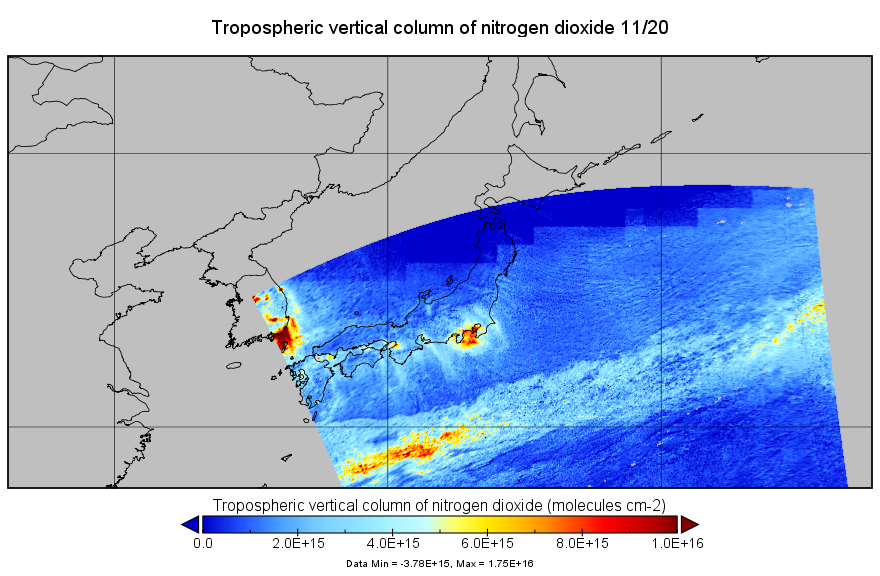 Tropospheric vertical column of nitrogen dioxide 11/20
Tropospheric vertical column of nitrogen dioxide (molecules cm-2)
0.0 2.0E+15 4.0E+15 6.0E+15 8.0E+15 1.0E+16
Data Min = -3.78E+15, Max = 1.75E+16